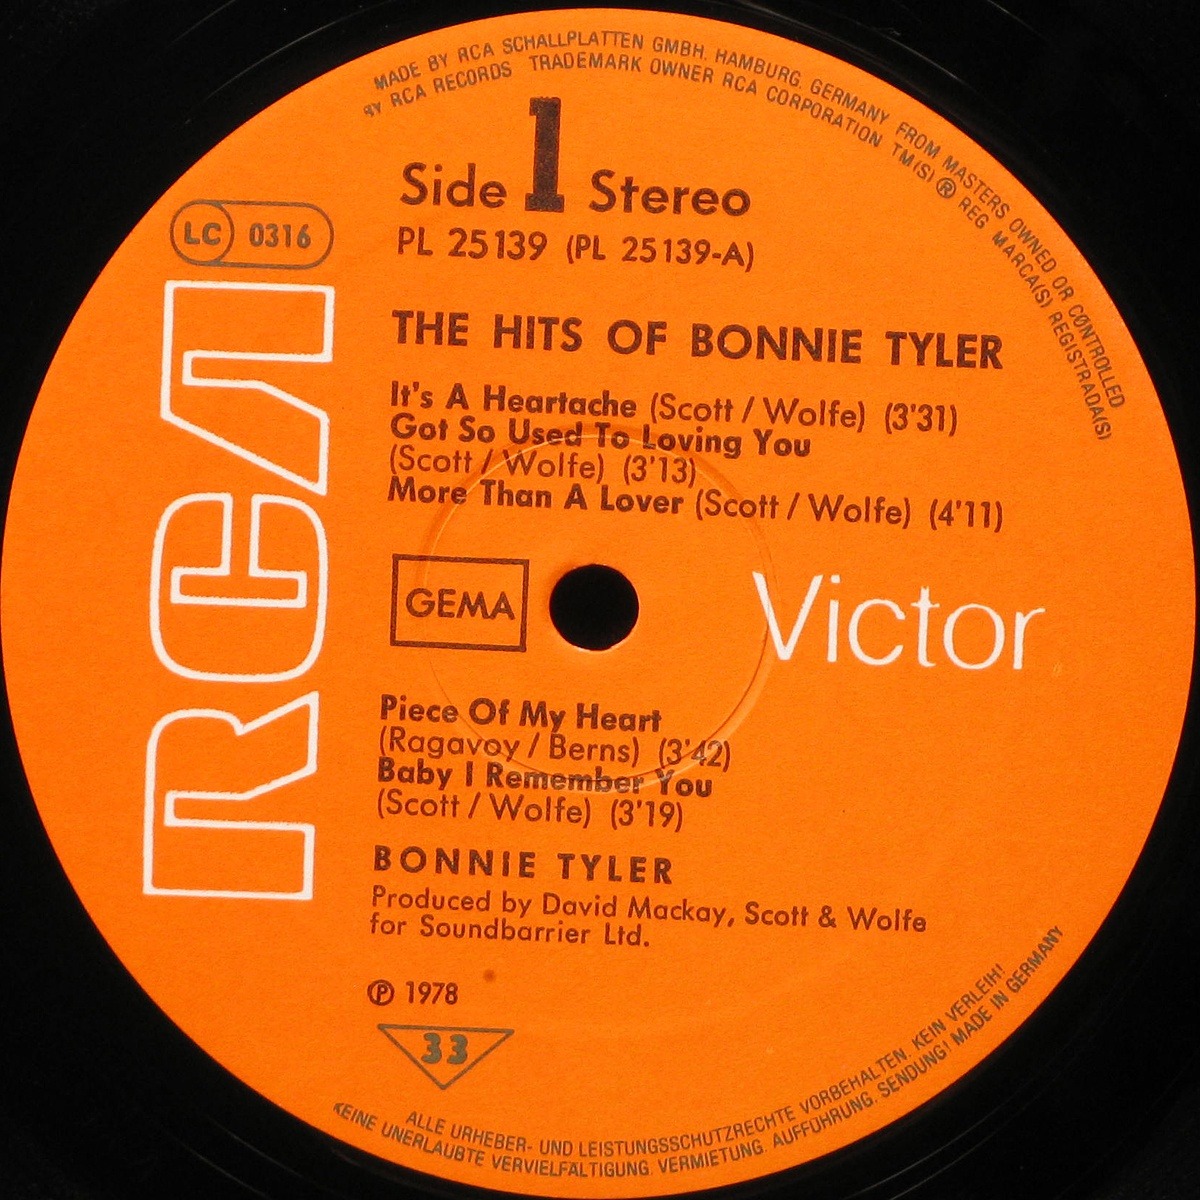 MADE BY RCA SCHALLPLATTEN GMBH, HAMBURG, GERMANY FROM MASTERS OWNED OR CONTROLLED
BY RCA RECORDS TRADEMARK OWNER RCA CORPORATION TM(S) ® REG MARCA(S) REGISTRADA(S)
Side 1 Stereo
LC 0316
PL 25139 (PL 25139-A)
RCA
THE HITS OF BONNIE TYLER
It's A Heartache (Scott / Wolfe) (3'31)
Got So Used To Loving You
(Scott / Wolfe) (3'13)
More Than A Lover (Scott / Wolfe) (4'11)
GEMA
Victor
Piece Of My Heart
(Ragavoy / Berns) (3'42)
Baby I Remember You
(Scott / Wolfe) (3'19)
BONNIE TYLER
Produced by David Mackay, Scott & Wolfe
for Soundbarrier Ltd.
℗ 1978
33
ALLE URHEBER- UND LEISTUNGSSCHUTZRECHTE VORBEHALTEN. KEIN VERLEIH!
KEINE UNERLAUBTE VERVIELFÄLTIGUNG, VERMIETUNG, AUFFÜHRUNG, SENDUNG! MADE IN GERMANY